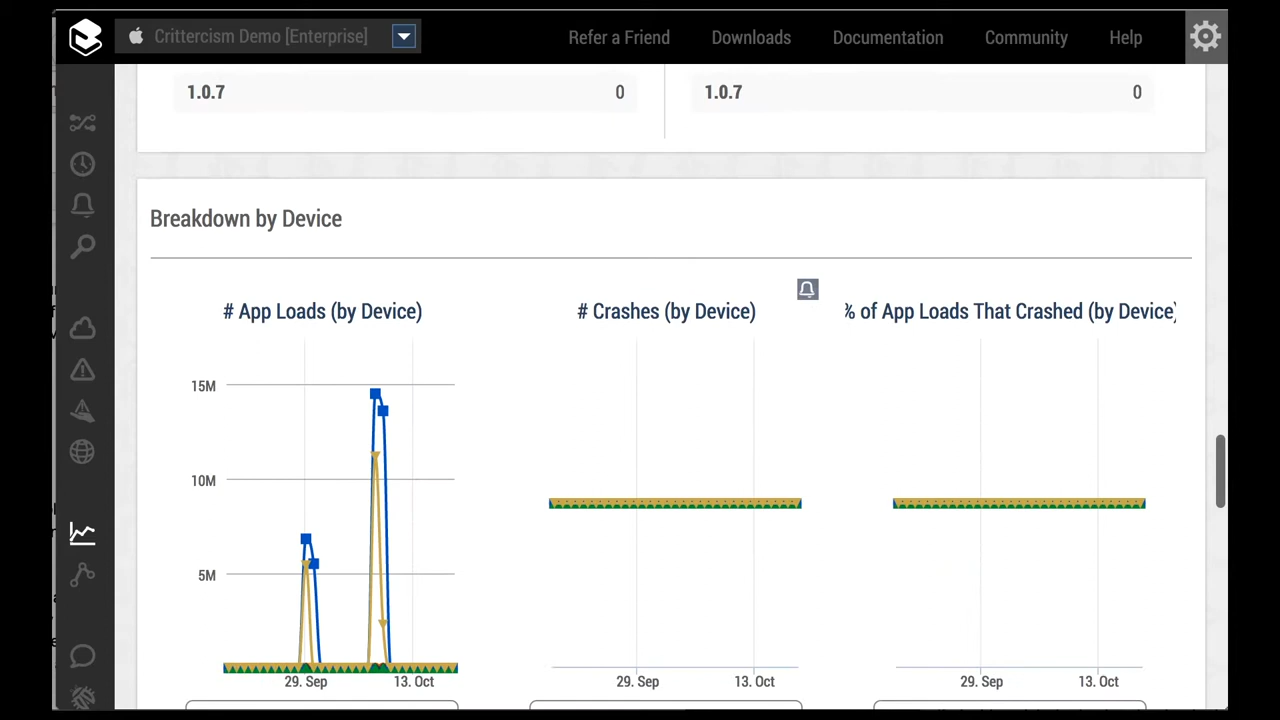 Crittercism Demo [Enterprise]
Refer a Friend
Downloads
Documentation
Community
Help
1.0.7 0
1.0.7 0
Breakdown by Device
# App Loads (by Device)
15M
10M
5M
29. Sep 13. Oct
# Crashes (by Device)
29. Sep 13. Oct
% of App Loads That Crashed (by Device)
29. Sep 13. Oct